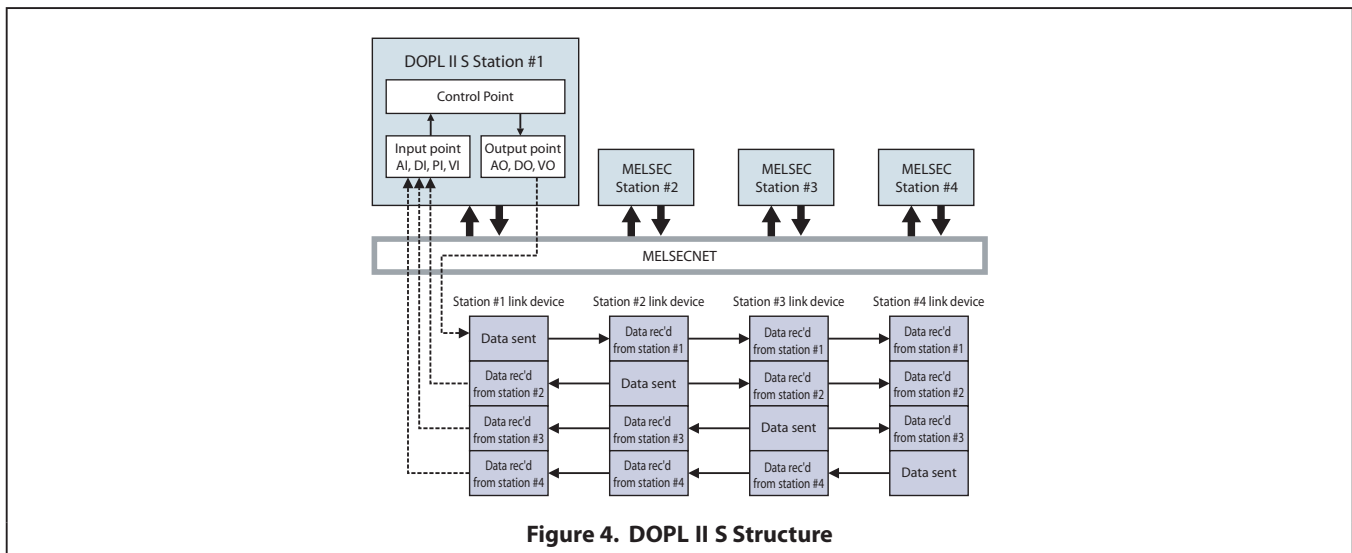 DOPL II S Station #1
Control Point
Input point
AI, DI, PI, VI
Output point
AO, DO, VO
MELSEC
Station #2
MELSEC
Station #3
MELSEC
Station #4
MELSECNET
Station #1 link device
Station #2 link device
Station #3 link device
Station #4 link device
Data sent
Data rec'd
from station #1
Data rec'd
from station #1
Data rec'd
from station #1
Data rec'd
from station #2
Data sent
Data rec'd
from station #2
Data rec'd
from station #2
Data rec'd
from station #3
Data rec'd
from station #3
Data sent
Data rec'd
from station #3
Data rec'd
from station #4
Data rec'd
from station #4
Data rec'd
from station #4
Data sent
Figure 4. DOPL II S Structure